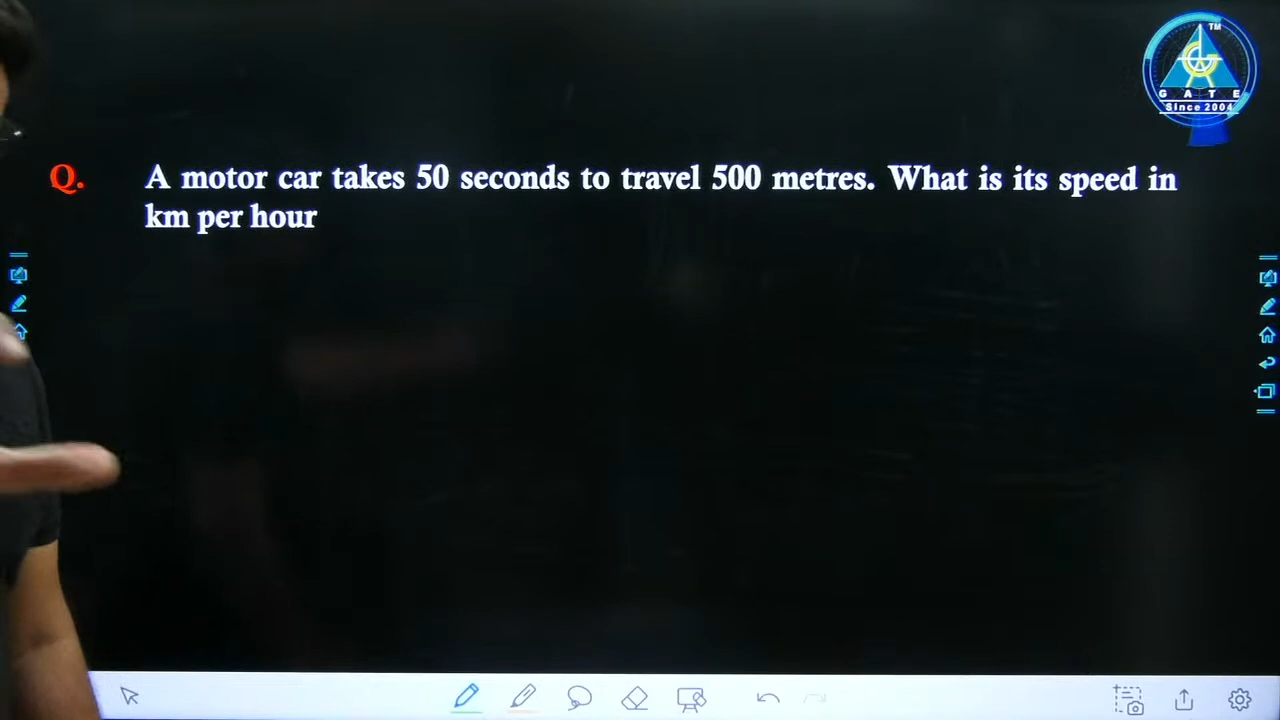 TM
G A T E
Since 2004
Q. A motor car takes 50 seconds to travel 500 metres. What is its speed in
km per hour